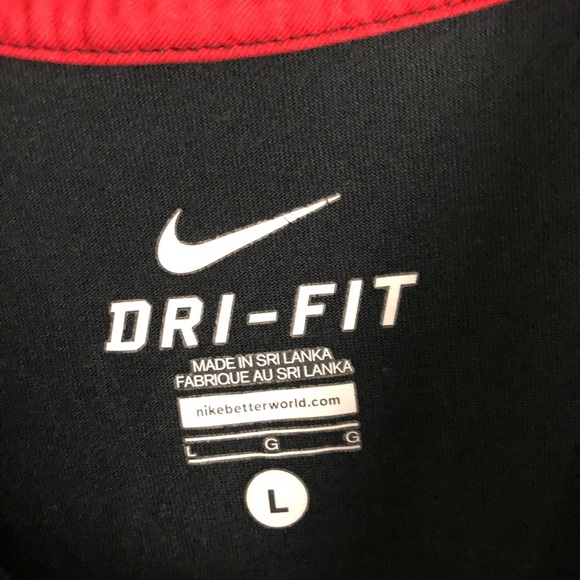 DRI-FIT
MADE IN SRI LANKA
FABRIQUE AU SRI LANKA
nikebetterworld.com
L G G
L